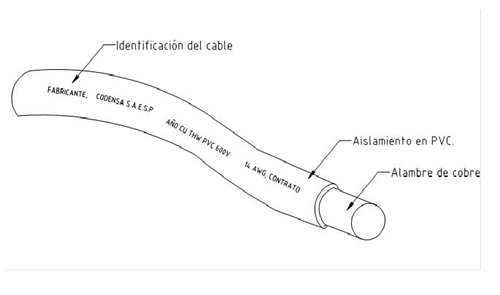 Identificación del cable
FABRICANTE, CODENSA S.A.E.S.P
AÑO CU THW PVC 600V
14 AWG, CONTRATO
Aislamiento en PVC.
Alambre de cobre